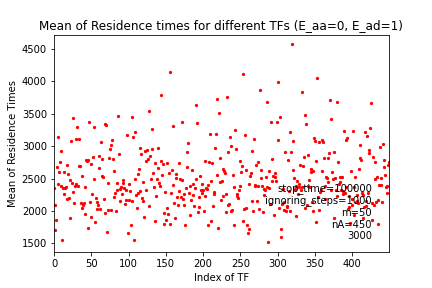 Mean of Residence times for different TFs (E_aa=0, E_ad=1)
Mean of Residence Times
4500
4000
3500
3000
2500
2000
1500
stop_time=100000
ignoring_steps=1000
m=50
nA=450
3000
0
50
100
150
200
250
300
350
400
Index of TF